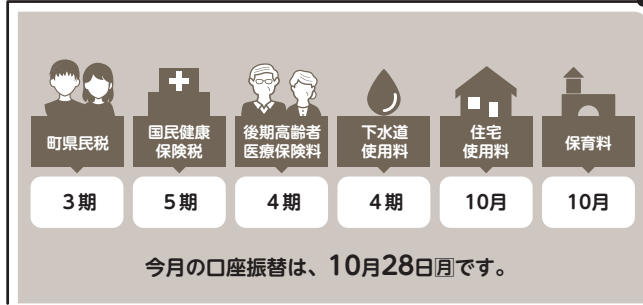 町県民税
国民健康
保険税
後期高齢者
医療保険料
下水道
使用料
住宅
使用料
保育料
3期
5期
4期
4期
10月
10月
今月の口座振替は、10月28日月です。